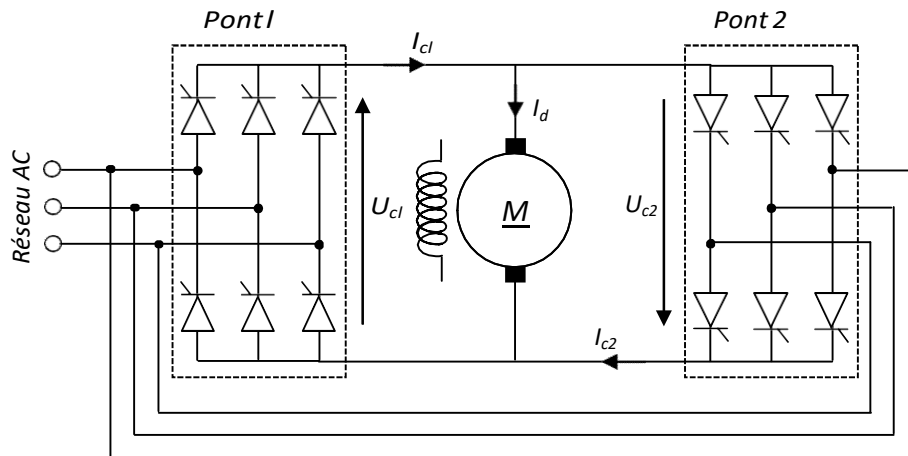 Pont1
Pont 2
Ic1
Id
Réseau AC
Uc1
M
Uc2
Ic2